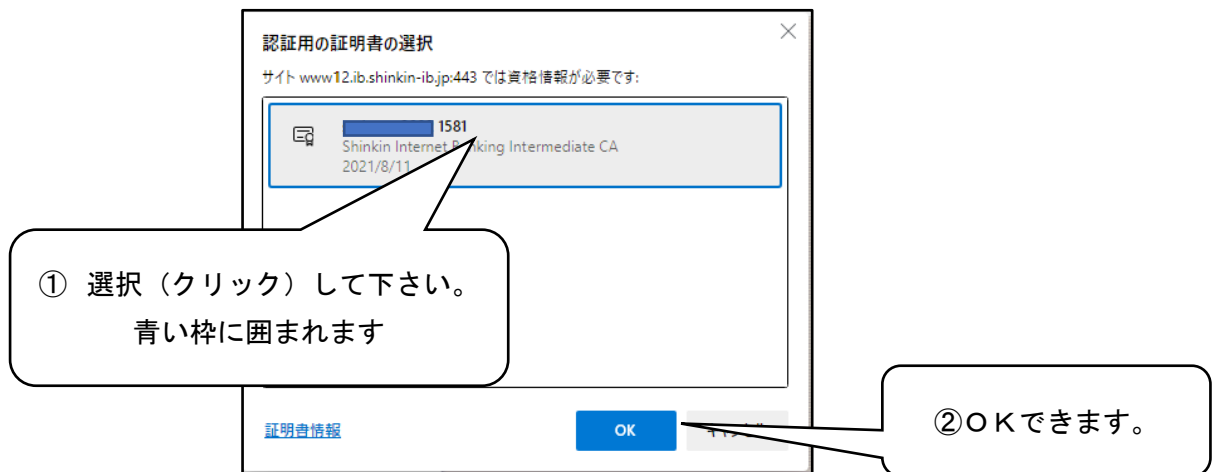 認証用の証明書の選択
サイト www12.ib.shinkin-ib.jp:443 では資格情報が必要です:
1581
Shinkin Internet Banking Intermediate CA
2021/8/11
① 選択（クリック）して下さい。
青い枠に囲まれます
証明書情報
OK
②ＯＫできます。